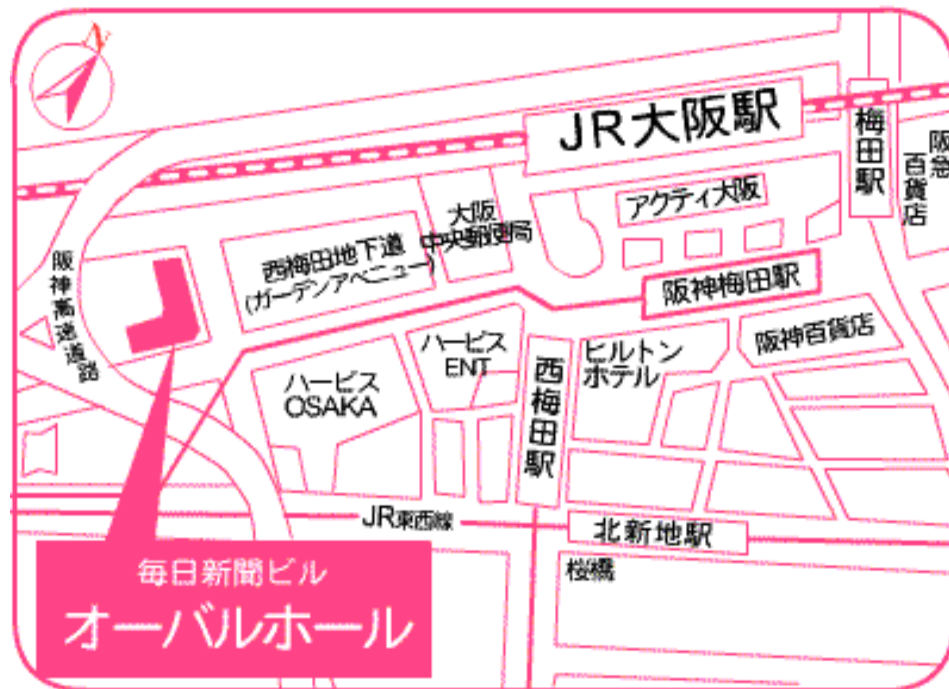 N
JR大阪駅
梅田駅
阪急
百貨店
アクティ大阪
大阪
中央郵便局
西梅田地下道
(ガーデンアベニュー)
阪神梅田駅
阪神高速道路
阪神百貨店
ハービス
ENT
ヒルトン
ホテル
ハービス
OSAKA
西梅田駅
JR東西線
北新地駅
桜橋
毎日新聞ビル
オーバルホール